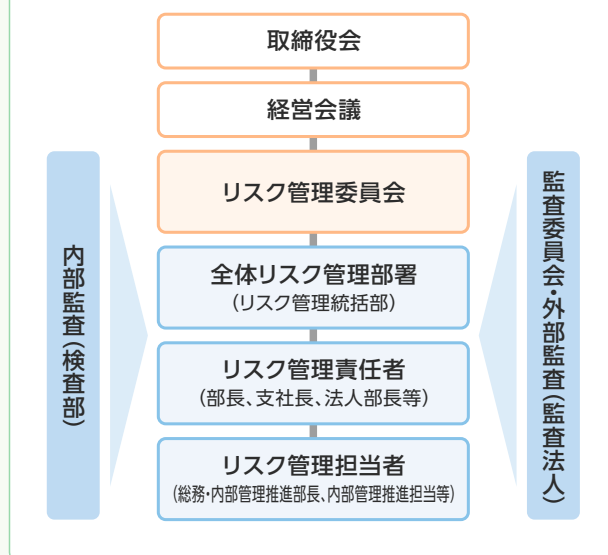 取締役会
経営会議
リスク管理委員会
全体リスク管理部署
(リスク管理統括部)
リスク管理責任者
(部長、支社長、法人部長等)
リスク管理担当者
(総務・内部管理推進部長、内部管理推進担当等)
内部監査(検査部)
監査委員会・外部監査(監査法人)